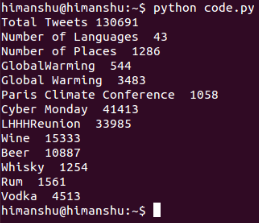 himanshu@himanshu:~$ python code.py
Total Tweets 130691
Number of Languages  43
Number of Places  1286
GlobalWarming  544
Global Warming  3483
Paris Climate Conference  1058
Cyber Monday  41413
LHHHReunion  33985
Wine  15333
Beer  10887
Whisky  1254
Rum  1561
Vodka  4513
himanshu@himanshu:~$